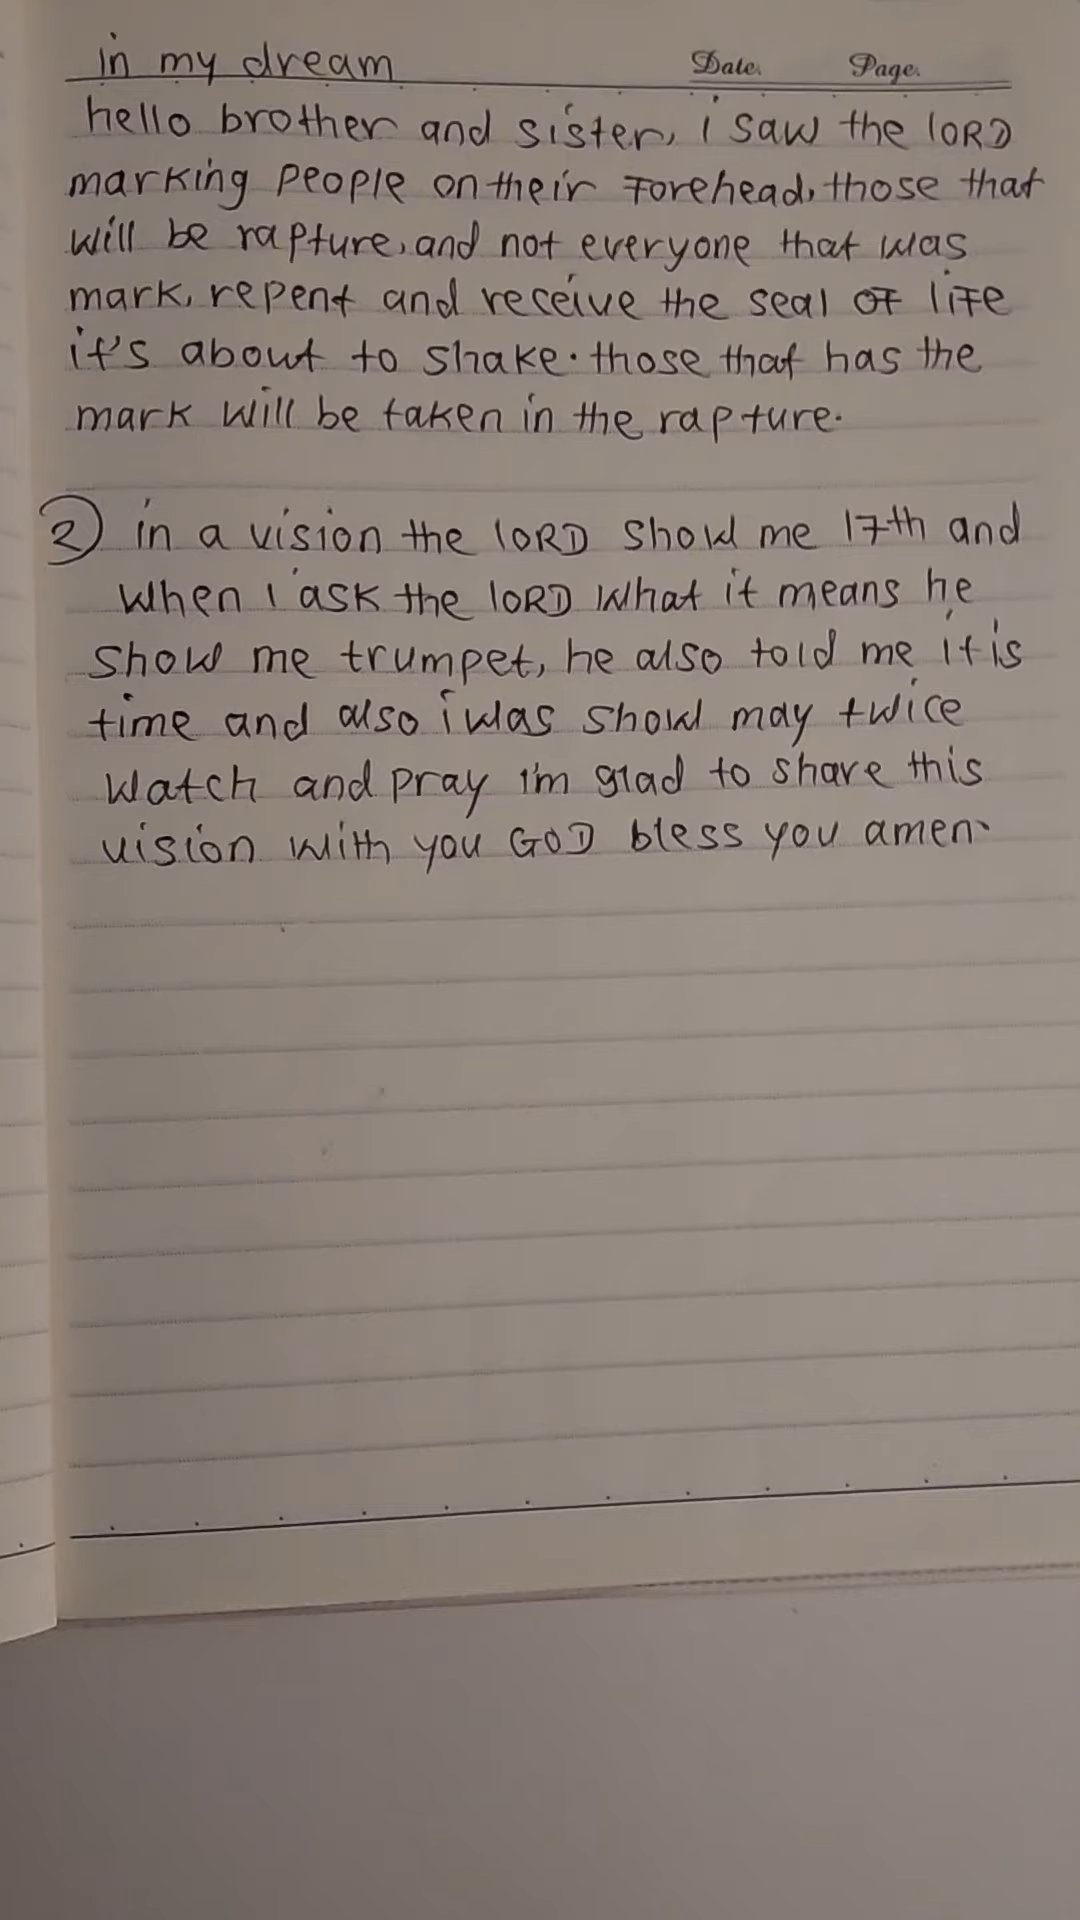 in my dream Date. Page.
hello brother and sister, i saw the lORD
marking people on their forehead, those that
will be rapture, and not everyone that was
mark, repent and receive the seal of life
it's about to shake. those that has the
mark will be taken in the rapture.
2) in a vision the lORD show me 17th and
when i ask the lORD what it means he
show me trumpet, he also told me it is
time and also i was show may twice
watch and pray i'm glad to share this
vision with you GOD bless you amen.